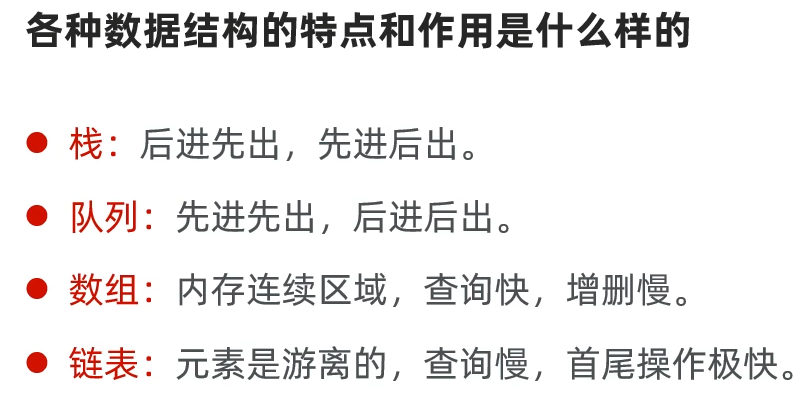 各种数据结构的特点和作用是什么样的
● 栈：后进先出，先进后出。
● 队列：先进先出，后进后出。
● 数组：内存连续区域，查询快，增删慢。
● 链表：元素是游离的，查询慢，首尾操作极快。